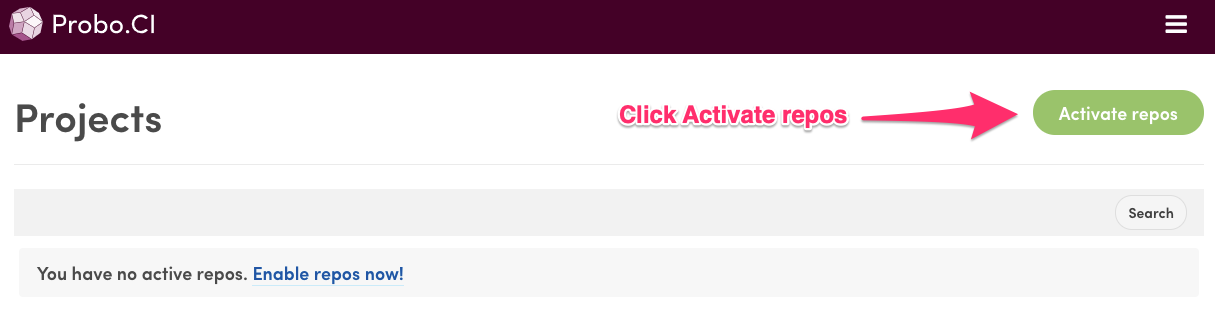 Probo.CI
Projects
Click Activate repos
Activate repos
Search
You have no active repos. Enable repos now!